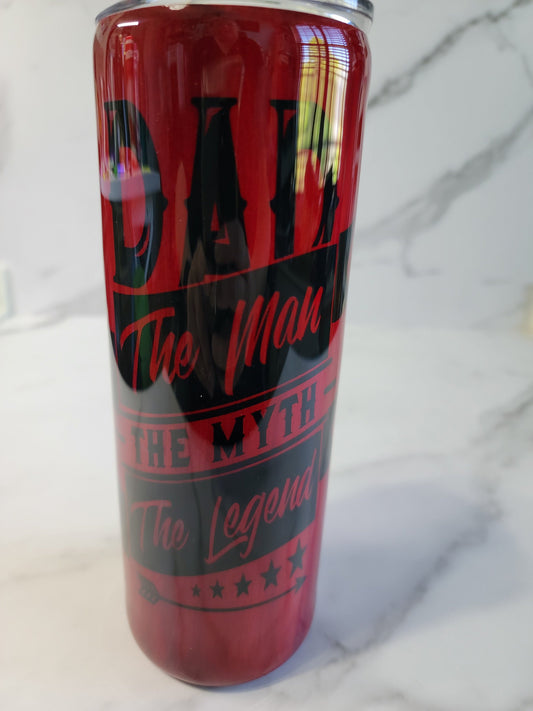 DAD
The Man
THE MYTH
The Legend